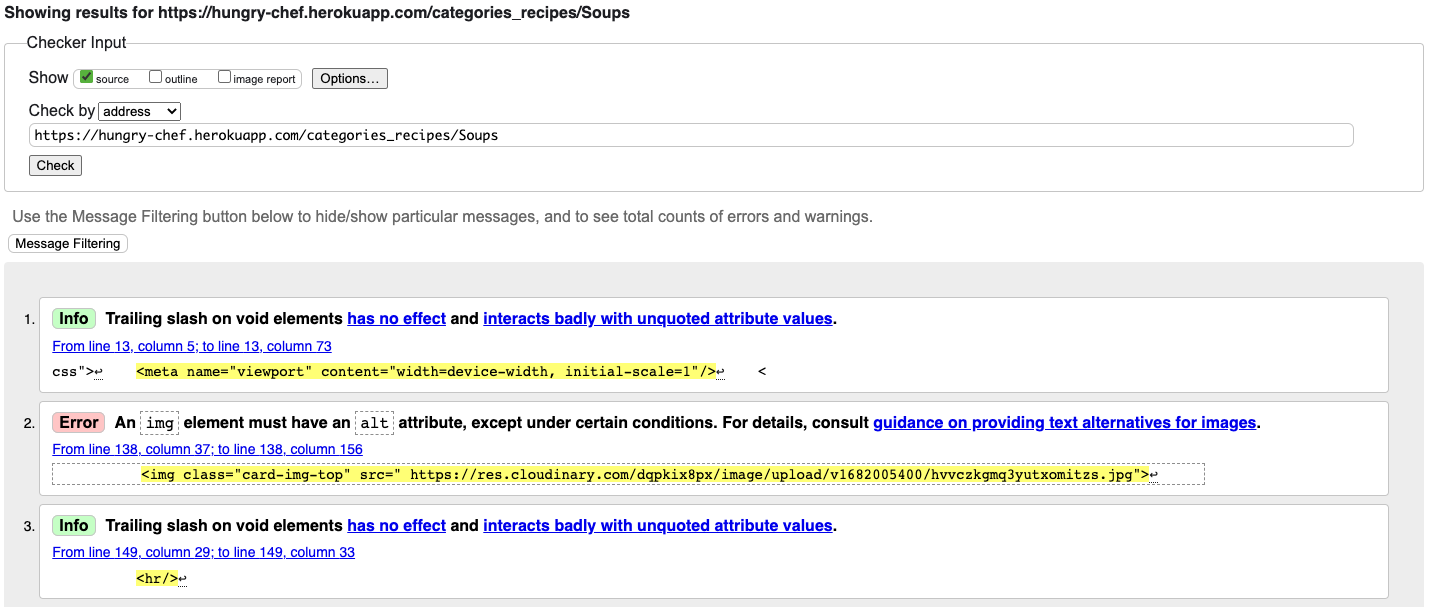 Showing results for https://hungry-chef.herokuapp.com/categories_recipes/Soups
Checker Input
Show source outline image report Options...
Check by address
https://hungry-chef.herokuapp.com/categories_recipes/Soups
Check
Use the Message Filtering button below to hide/show particular messages, and to see total counts of errors and warnings.
Message Filtering
1. Info Trailing slash on void elements has no effect and interacts badly with unquoted attribute values.
From line 13, column 5; to line 13, column 73
css">↩ <meta name="viewport" content="width=device-width, initial-scale=1"/>↩ <
2. Error An img element must have an alt attribute, except under certain conditions. For details, consult guidance on providing text alternatives for images.
From line 138, column 37; to line 138, column 156
<img class="card-img-top" src=" https://res.cloudinary.com/dqpkix8px/image/upload/v1682005400/hvvczkgmq3yutxomitzs.jpg">↩
3. Info Trailing slash on void elements has no effect and interacts badly with unquoted attribute values.
From line 149, column 29; to line 149, column 33
<hr/>↩